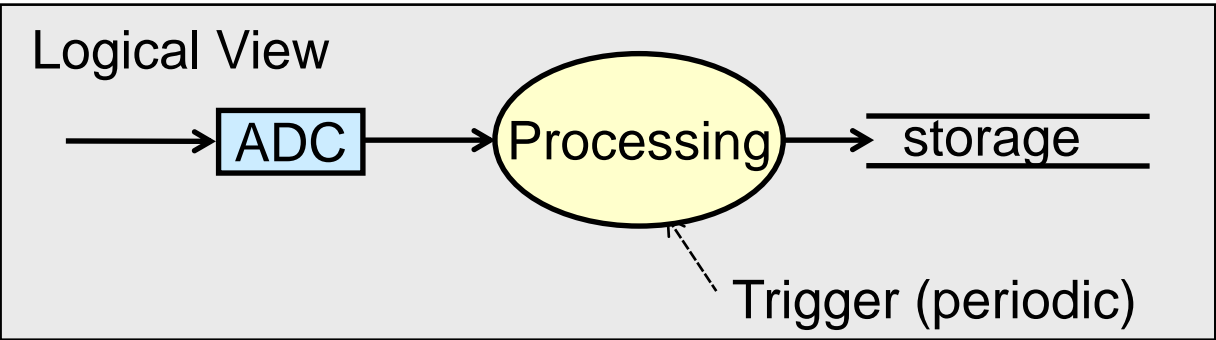 Logical View
ADC
Processing
storage
Trigger (periodic)